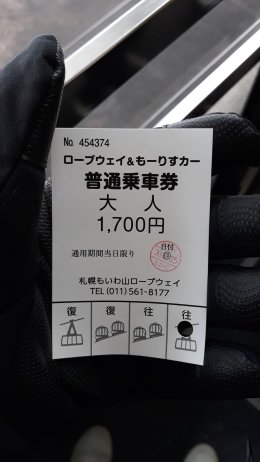 No. 454374
ロープウェイ&もーりすカー
普通乗車券
大人
1,700円
通用期間当日限り
日付
札幌もいわ山ロープウェイ
TEL (011) 561-8177
復 復 往 往